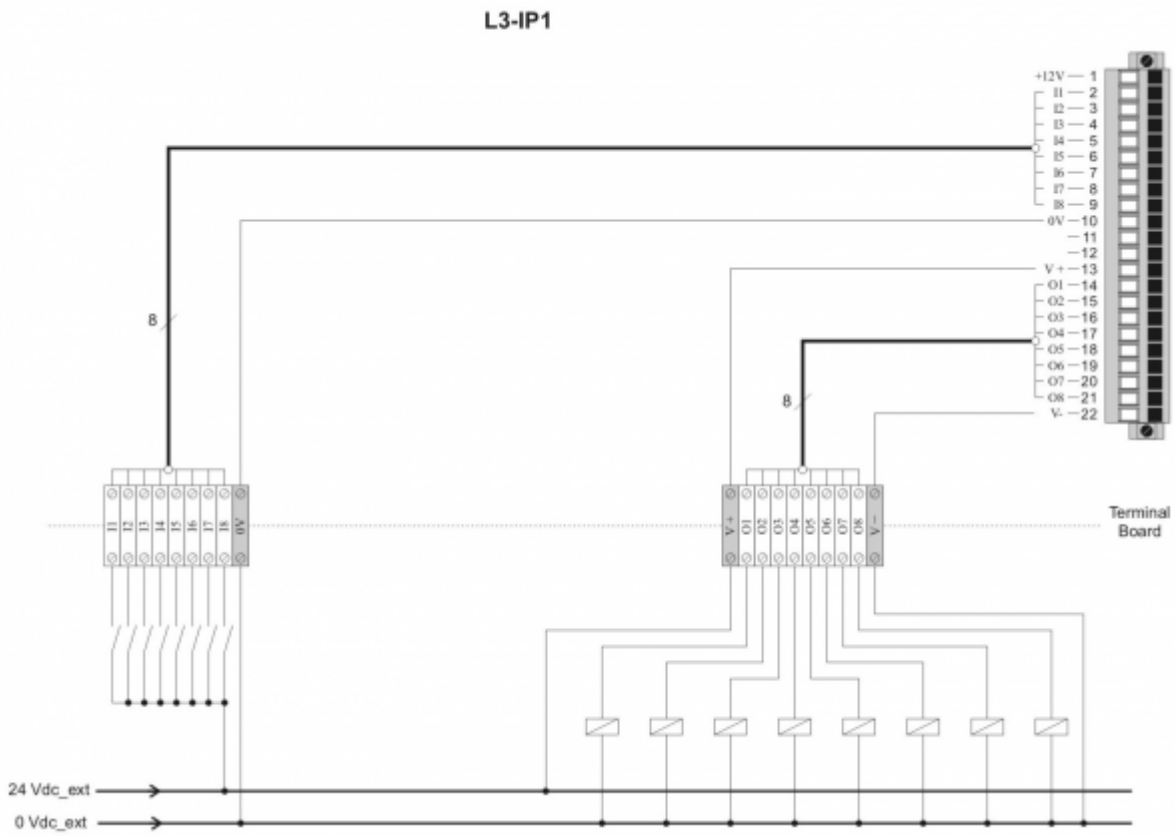 L3-IP1
+12V 1
I1 2
I2 3
I3 4
I4 5
I5 6
I6 7
I7 8
I8 9
0V 10
11
12
V+ 13
O1 14
O2 15
O3 16
O4 17
O5 18
O6 19
O7 20
O8 21
V- 22
8
8
I1 I2 I3 I4 I5 I6 I7 I8 0V
V+ O1 O2 O3 O4 O5 O6 O7 O8 V-
Terminal
Board
24 Vdc_ext
0 Vdc_ext